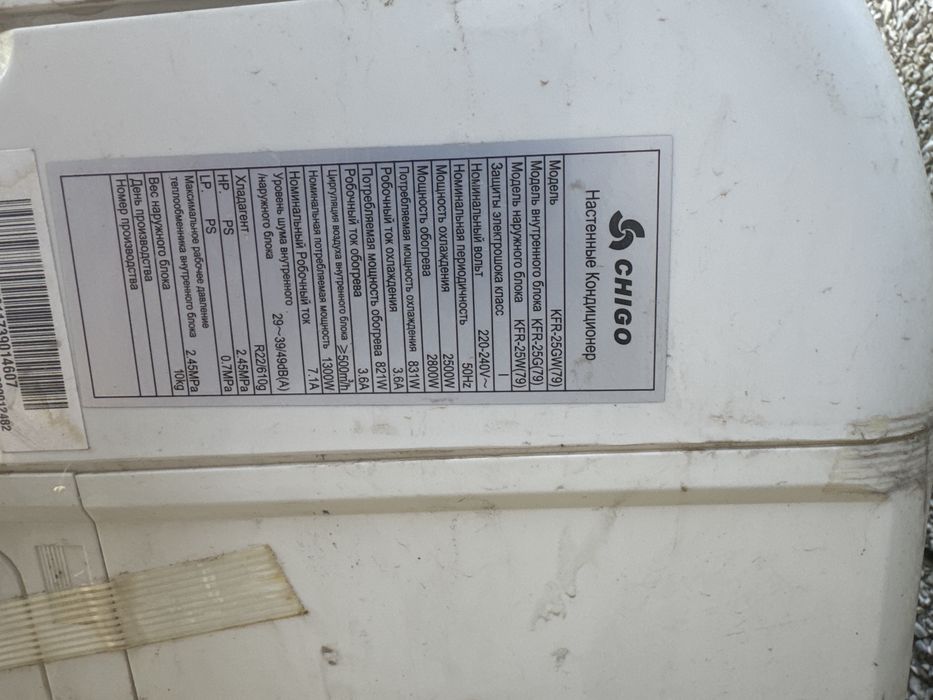 CHIGO
Настенные Кондиционер
Модель KFR-25GW(79)
Модель внутренного блока KFR-25G(79)
Модель наружного блока KFR-25W(79)
Защиты электрошока класс I
Номинальный вольт 220-240V～
Номинальная периодичность 50Hz
Мощность охлаждения 2500W
Мощность обогрева 2800W
Потребляемая мощность охлаждения 831W
Робочный ток охлаждения 3.6A
Потребляемая мощность обогрева 821W
Робочный ток обогрева 3.6A
Циргуляция воздуха внутренного блока ≥500m³/h
Номинальная потребляемая мощность 1300W
Номинальный Робочный ток 7.1A
Уровень шума внутренного
/наружного блока 29～39/49dB(A)
Хладагент R22/610g
HP PS 2.45MPa
LP PS 0.7MPa
Максимальное рабочее давление
теплообменника внутренного блока 2.45MPa
Вес наружного блока 10kg
День производства
Номер производства